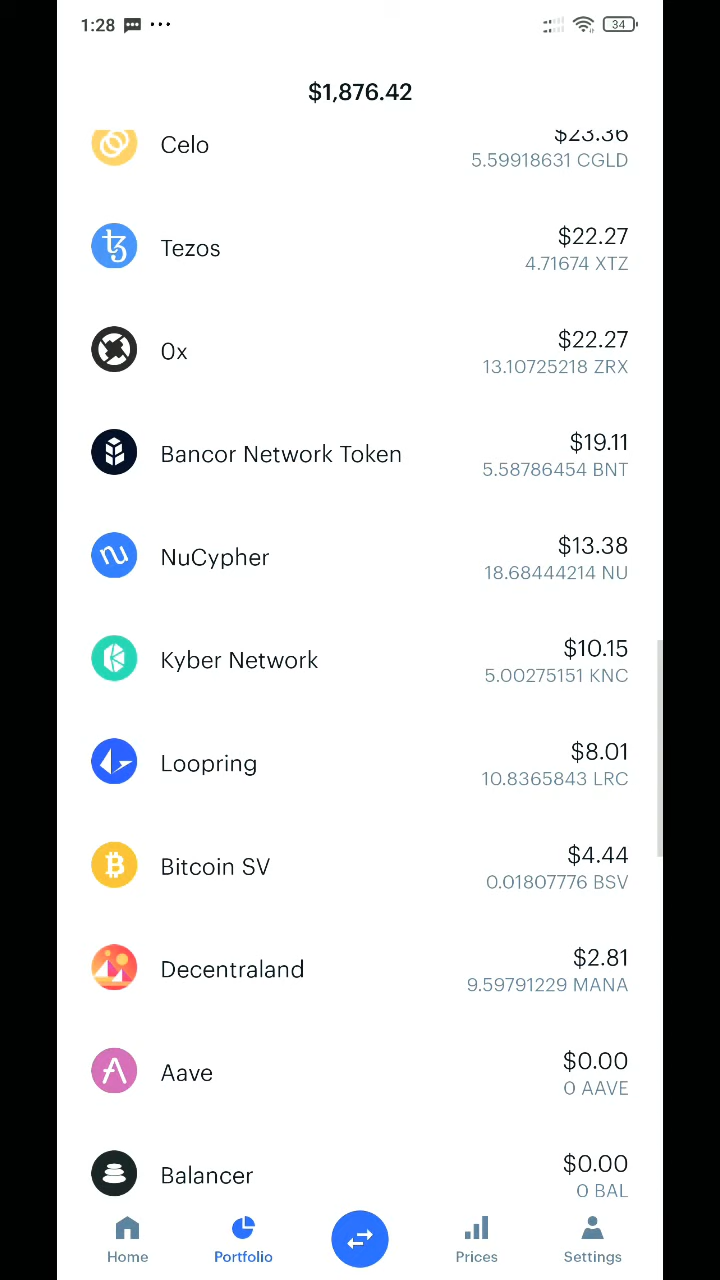 1:28
34
$1,876.42
Celo
$23.36
5.59918631 CGLD
Tezos
$22.27
4.71674 XTZ
0x
$22.27
13.10725218 ZRX
Bancor Network Token
$19.11
5.58786454 BNT
NuCypher
$13.38
18.68444214 NU
Kyber Network
$10.15
5.00275151 KNC
Loopring
$8.01
10.8365843 LRC
Bitcoin SV
$4.44
0.01807776 BSV
Decentraland
$2.81
9.59791229 MANA
Aave
$0.00
0 AAVE
Balancer
$0.00
0 BAL
Home
Portfolio
Prices
Settings